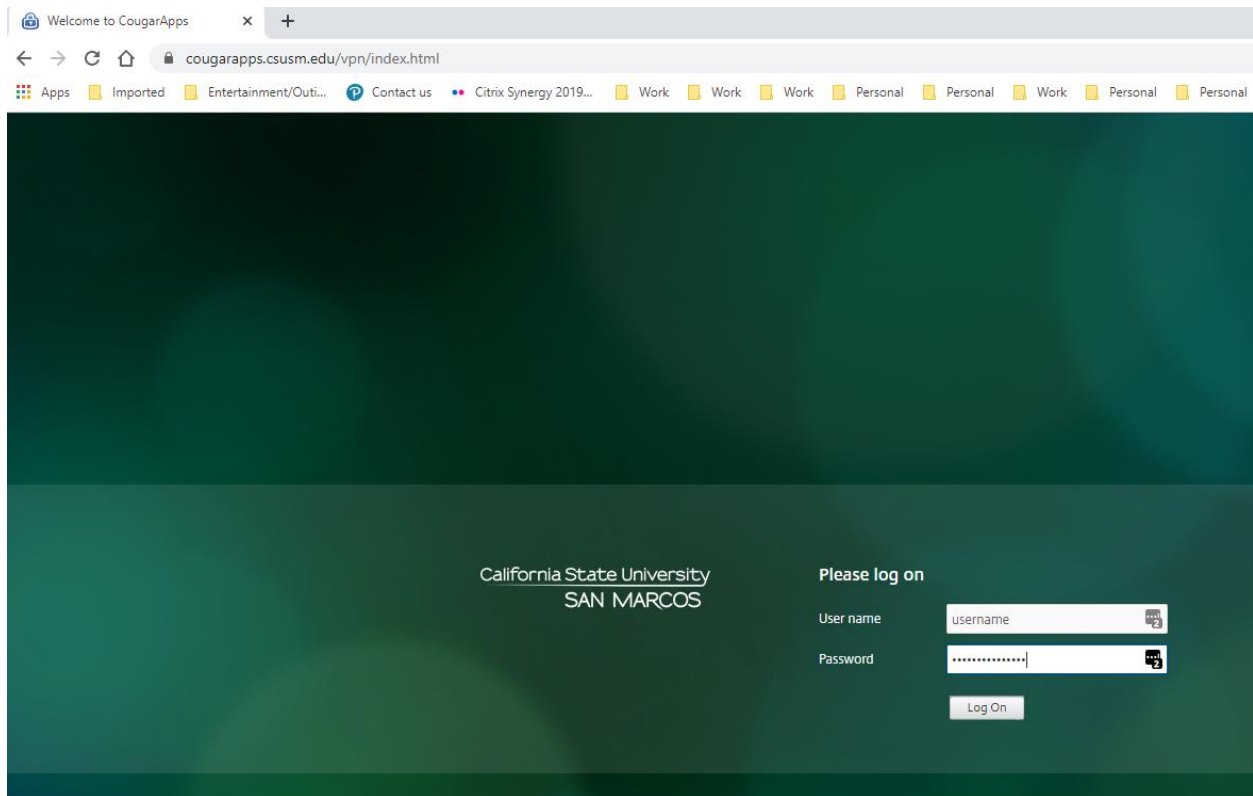 Welcome to CougarApps
cougarapps.csusm.edu/vpn/index.html
Apps Imported Entertainment/Outi... Contact us Citrix Synergy 2019... Work Work Work Personal Personal Work Personal Personal
California State University
SAN MARCOS
Please log on
User name username
Password ••••••••••••••
Log On